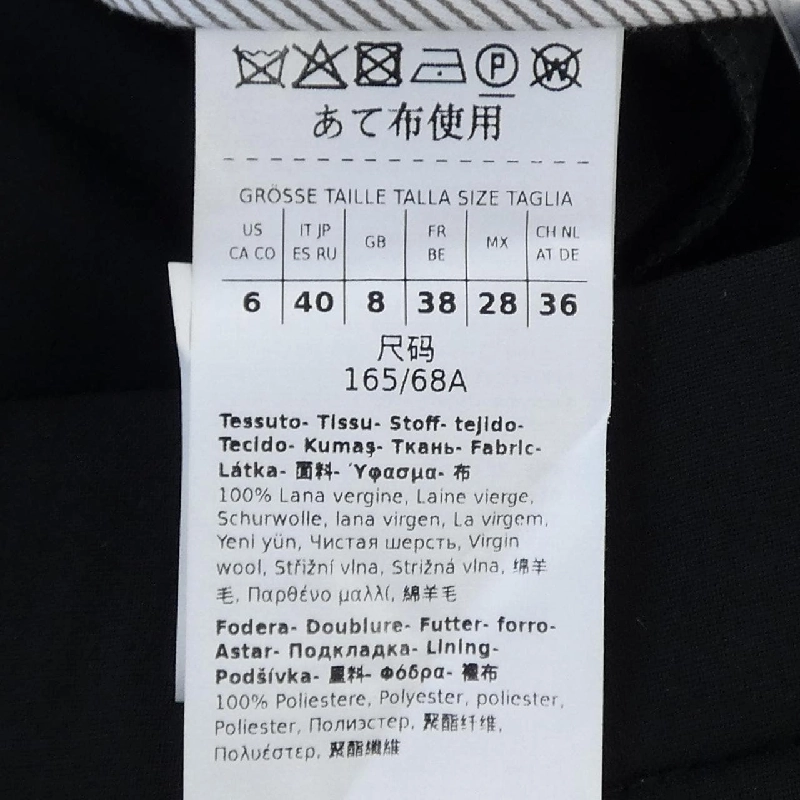 P W
あて布使用
GRÖSSE TAILLE TALLA SIZE TAGLIA
US IT JP GB FR MX CH NL
CA CO ES RU BE AT DE
6 40 8 38 28 36
尺码
165/68A
Tessuto- Tissu- Stoff- tejido-
Tecido- Kumaş- Ткань- Fabric-
Látka- 面料- Ύφασμα- 布
100% Lana vergine, Laine vierge,
Schurwolle, lana virgen, La virgem,
Yeni yün, Чистая шерсть, Virgin
wool, Střižní vlna, Strižná vlna, 绵羊
毛, Παρθένο μαλλί, 綿羊毛
Fodera- Doublure- Futter- forro-
Astar- Подкладка- Lining-
Podšívka- 里料- Φόδρα- 裡布
100% Poliestere, Polyester, poliester,
Poliester, Полиэстер, 聚酯纤维,
Πολυέστερ, 聚酯纖維